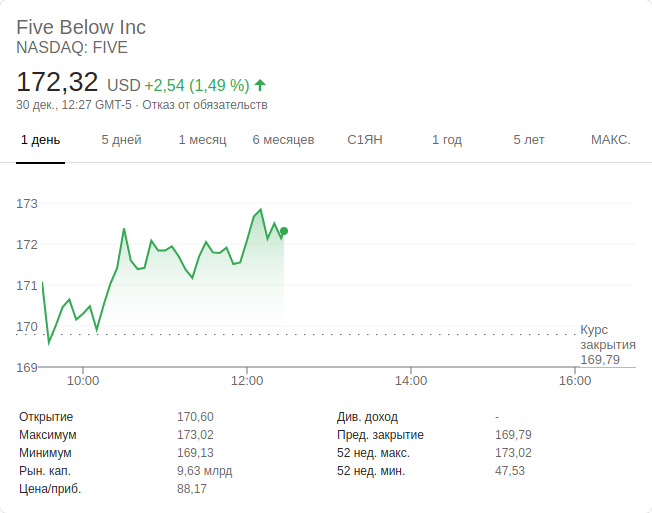 Five Below Inc
NASDAQ: FIVE
172,32 USD +2,54 (1,49 %)
30 дек., 12:27 GMT-5 · Отказ от обязательств
1 день 5 дней 1 месяц 6 месяцев С1ЯН 1 год 5 лет МАКС.
173
172
171
170
Курс
закрытия
169,79
169
10:00 12:00 14:00 16:00
Открытие 170,60 Див. доход -
Максимум 173,02 Пред. закрытие 169,79
Минимум 169,13 52 нед. макс. 173,02
Рын. кап. 9,63 млрд 52 нед. мин. 47,53
Цена/приб. 88,17